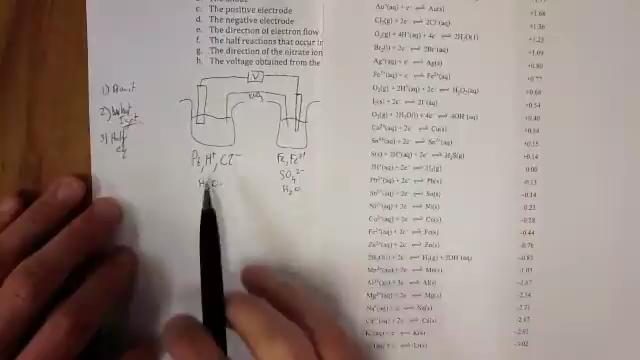 c. The positive electrode
d. The negative electrode
e. The direction of electron flow
f. The half reactions that occur in
g. The direction of the nitrate ion
h. The voltage obtained from the
1)
2)
3) Half
eq
V
Pt, H⁺, Cl⁻
H₂O
Fe, Fe²⁺
SO₄²⁻
H₂O
Au⁺(aq) + e⁻ ⇌ Au(s) +1.68
Cl₂(g) + 2e⁻ ⇌ 2Cl⁻(aq) +1.36
O₂(g) + 4H⁺(aq) + 4e⁻ ⇌ 2H₂O(l) +1.23
Br₂(l) + 2e⁻ ⇌ 2Br⁻(aq) +1.09
Ag⁺(aq) + e⁻ ⇌ Ag(s) +0.80
Fe³⁺(aq) + e⁻ ⇌ Fe²⁺(aq) +0.77
O₂(g) + 2H⁺(aq) + 2e⁻ ⇌ H₂O₂(aq) +0.68
I₂(s) + 2e⁻ ⇌ 2I⁻(aq) +0.54
O₂(g) + 2H₂O(l) + 4e⁻ ⇌ 4OH⁻(aq) +0.40
Cu²⁺(aq) + 2e⁻ ⇌ Cu(s) +0.34
Sn⁴⁺(aq) + 2e⁻ ⇌ Sn²⁺(aq) +0.15
S(s) + 2H⁺(aq) + 2e⁻ ⇌ H₂S(g) +0.14
2H⁺(aq) + 2e⁻ ⇌ H₂(g) 0.00
Pb²⁺(aq) + 2e⁻ ⇌ Pb(s) -0.13
Sn²⁺(aq) + 2e⁻ ⇌ Sn(s) -0.14
Ni²⁺(aq) + 2e⁻ ⇌ Ni(s) -0.23
Co²⁺(aq) + 2e⁻ ⇌ Co(s) -0.28
Fe²⁺(aq) + 2e⁻ ⇌ Fe(s) -0.44
Zn²⁺(aq) + 2e⁻ ⇌ Zn(s) -0.76
2H₂O(l) + 2e⁻ ⇌ H₂(g) + 2OH⁻(aq) -0.83
Mn²⁺(aq) + 2e⁻ ⇌ Mn(s) -1.03
Al³⁺(aq) + 3e⁻ ⇌ Al(s) -1.67
Mg²⁺(aq) + 2e⁻ ⇌ Mg(s) -2.34
Na⁺(aq) + e⁻ ⇌ Na(s) -2.71
Ca²⁺(aq) + 2e⁻ ⇌ Ca(s) -2.87
K⁺(aq) + e⁻ ⇌ K(s) -2.93
Li⁺(aq) + e⁻ ⇌ Li(s) -3.02